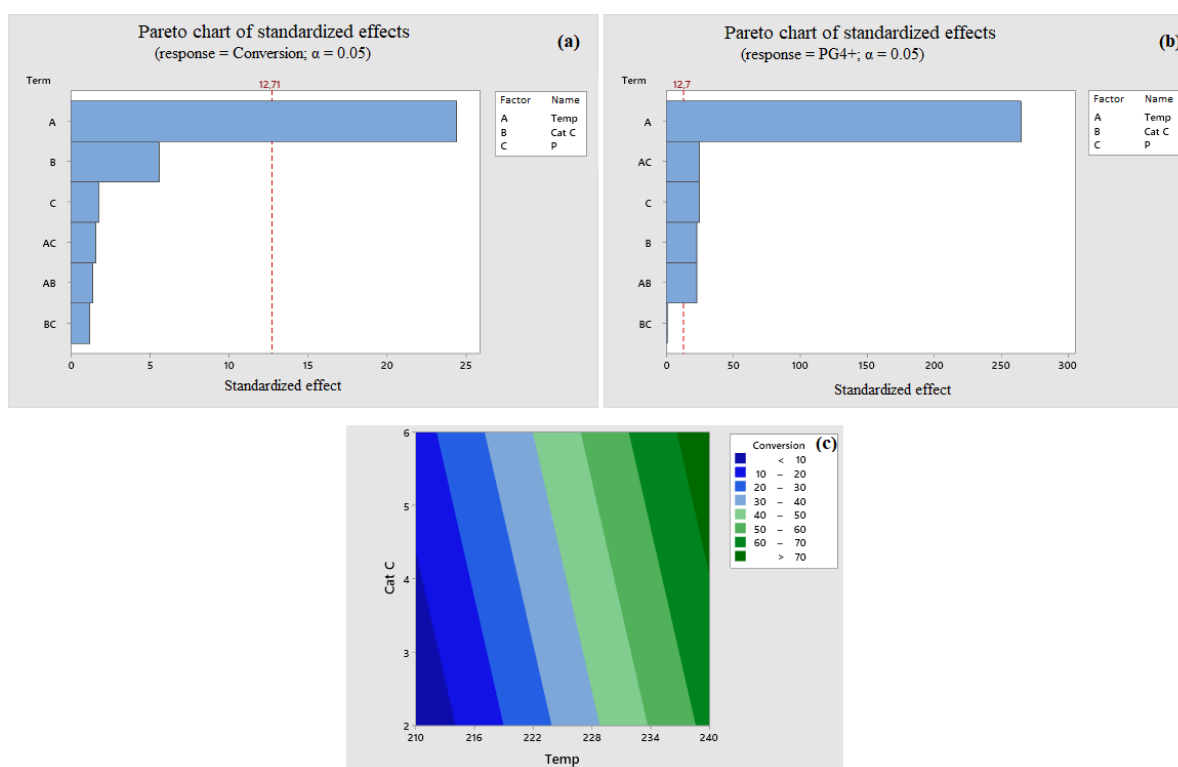 Pareto chart of standardized effects
(response = Conversion; α = 0.05)
(a)
Term
12,71
A
B
C
AC
AB
BC
0 5 10 15 20 25
Standardized effect
Factor Name
A Temp
B Cat C
C P
Pareto chart of standardized effects
(response = PG4+; α = 0.05)
(b)
Term
12,7
A
AC
C
B
AB
BC
0 50 100 150 200 250 300
Standardized effect
Factor Name
A Temp
B Cat C
C P
(c)
6
5
4
3
2
Cat C
210 216 222 228 234 240
Temp
Conversion
< 10
10 – 20
20 – 30
30 – 40
40 – 50
50 – 60
60 – 70
> 70